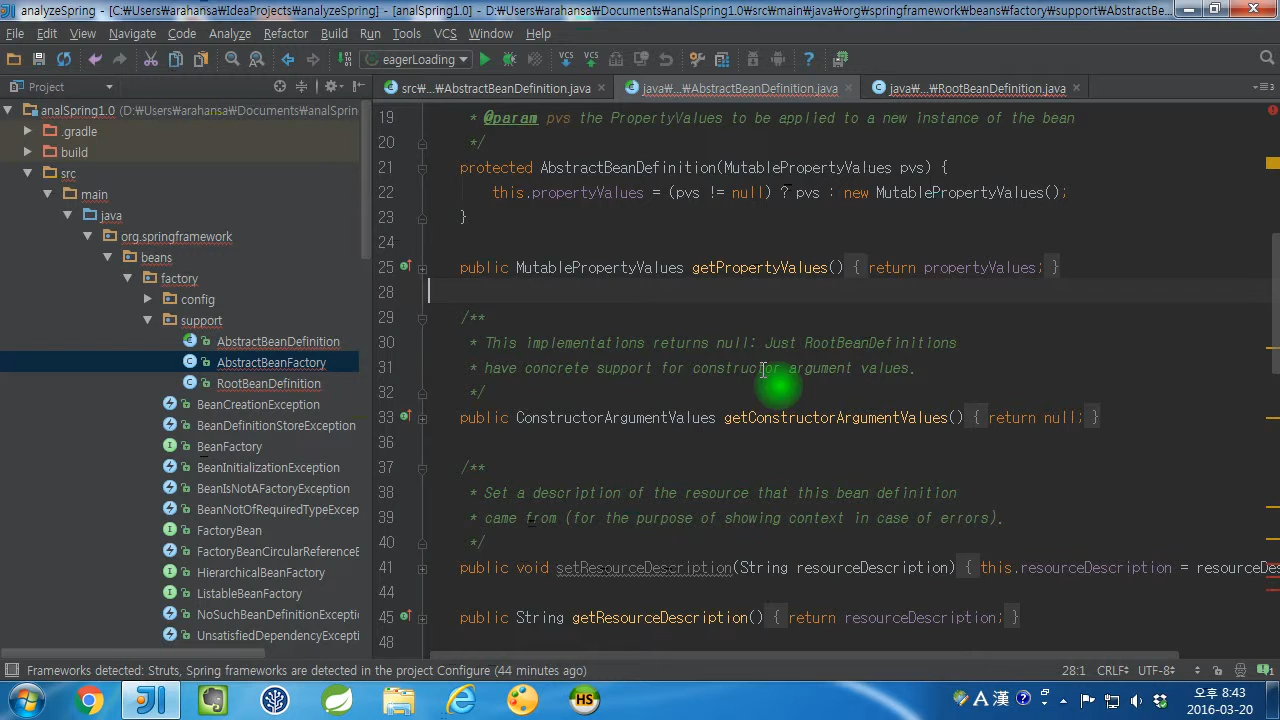 analyzeSpring - [C:₩Users₩arahansa₩IdeaProjects₩analyzeSpring] - [analSpring1.0] - D:₩Users₩arahansa₩Documents₩analSpring1.0₩src₩main₩java₩org₩springframework₩beans₩factory₩support₩AbstractBe...
File Edit View Navigate Code Analyze Refactor Build Run Tools VCS Window Help
eagerLoading VCS VCS ?
Project
src₩...₩AbstractBeanDefinition.java java₩...₩AbstractBeanDefinition.java java₩...₩RootBeanDefinition.java
analSpring1.0 (D:₩Users₩arahansa₩Documents₩analSpring
.gradle
build
src
main
java
org.springframework
beans
factory
config
support
AbstractBeanDefinition
AbstractBeanFactory
RootBeanDefinition
BeanCreationException
BeanDefinitionStoreException
BeanFactory
BeanInitializationException
BeanIsNotAFactoryException
BeanNotOfRequiredTypeExcep
FactoryBean
FactoryBeanCircularReferenceE
HierarchicalBeanFactory
ListableBeanFactory
NoSuchBeanDefinitionExceptic
UnsatisfiedDependencyExcepti
19 * @param pvs the PropertyValues to be applied to a new instance of the bean
20 */
21 protected AbstractBeanDefinition(MutablePropertyValues pvs) {
22 this.propertyValues = (pvs != null) ? pvs : new MutablePropertyValues();
23 }
24
25 public MutablePropertyValues getPropertyValues() { return propertyValues; }
28
29 /**
30 * This implementations returns null: Just RootBeanDefinitions
31 * have concrete support for constructor argument values.
32 */
33 public ConstructorArgumentValues getConstructorArgumentValues() { return null; }
36
37 /**
38 * Set a description of the resource that this bean definition
39 * came from (for the purpose of showing context in case of errors).
40 */
41 public void setResourceDescription(String resourceDescription) { this.resourceDescription = resourceDes
44
45 public String getResourceDescription() { return resourceDescription; }
48
Frameworks detected: Struts, Spring frameworks are detected in the project Configure (44 minutes ago) 28:1 CRLF÷ UTF-8÷ 1
JI HS A 漢 ? 오후 8:43
2016-03-20